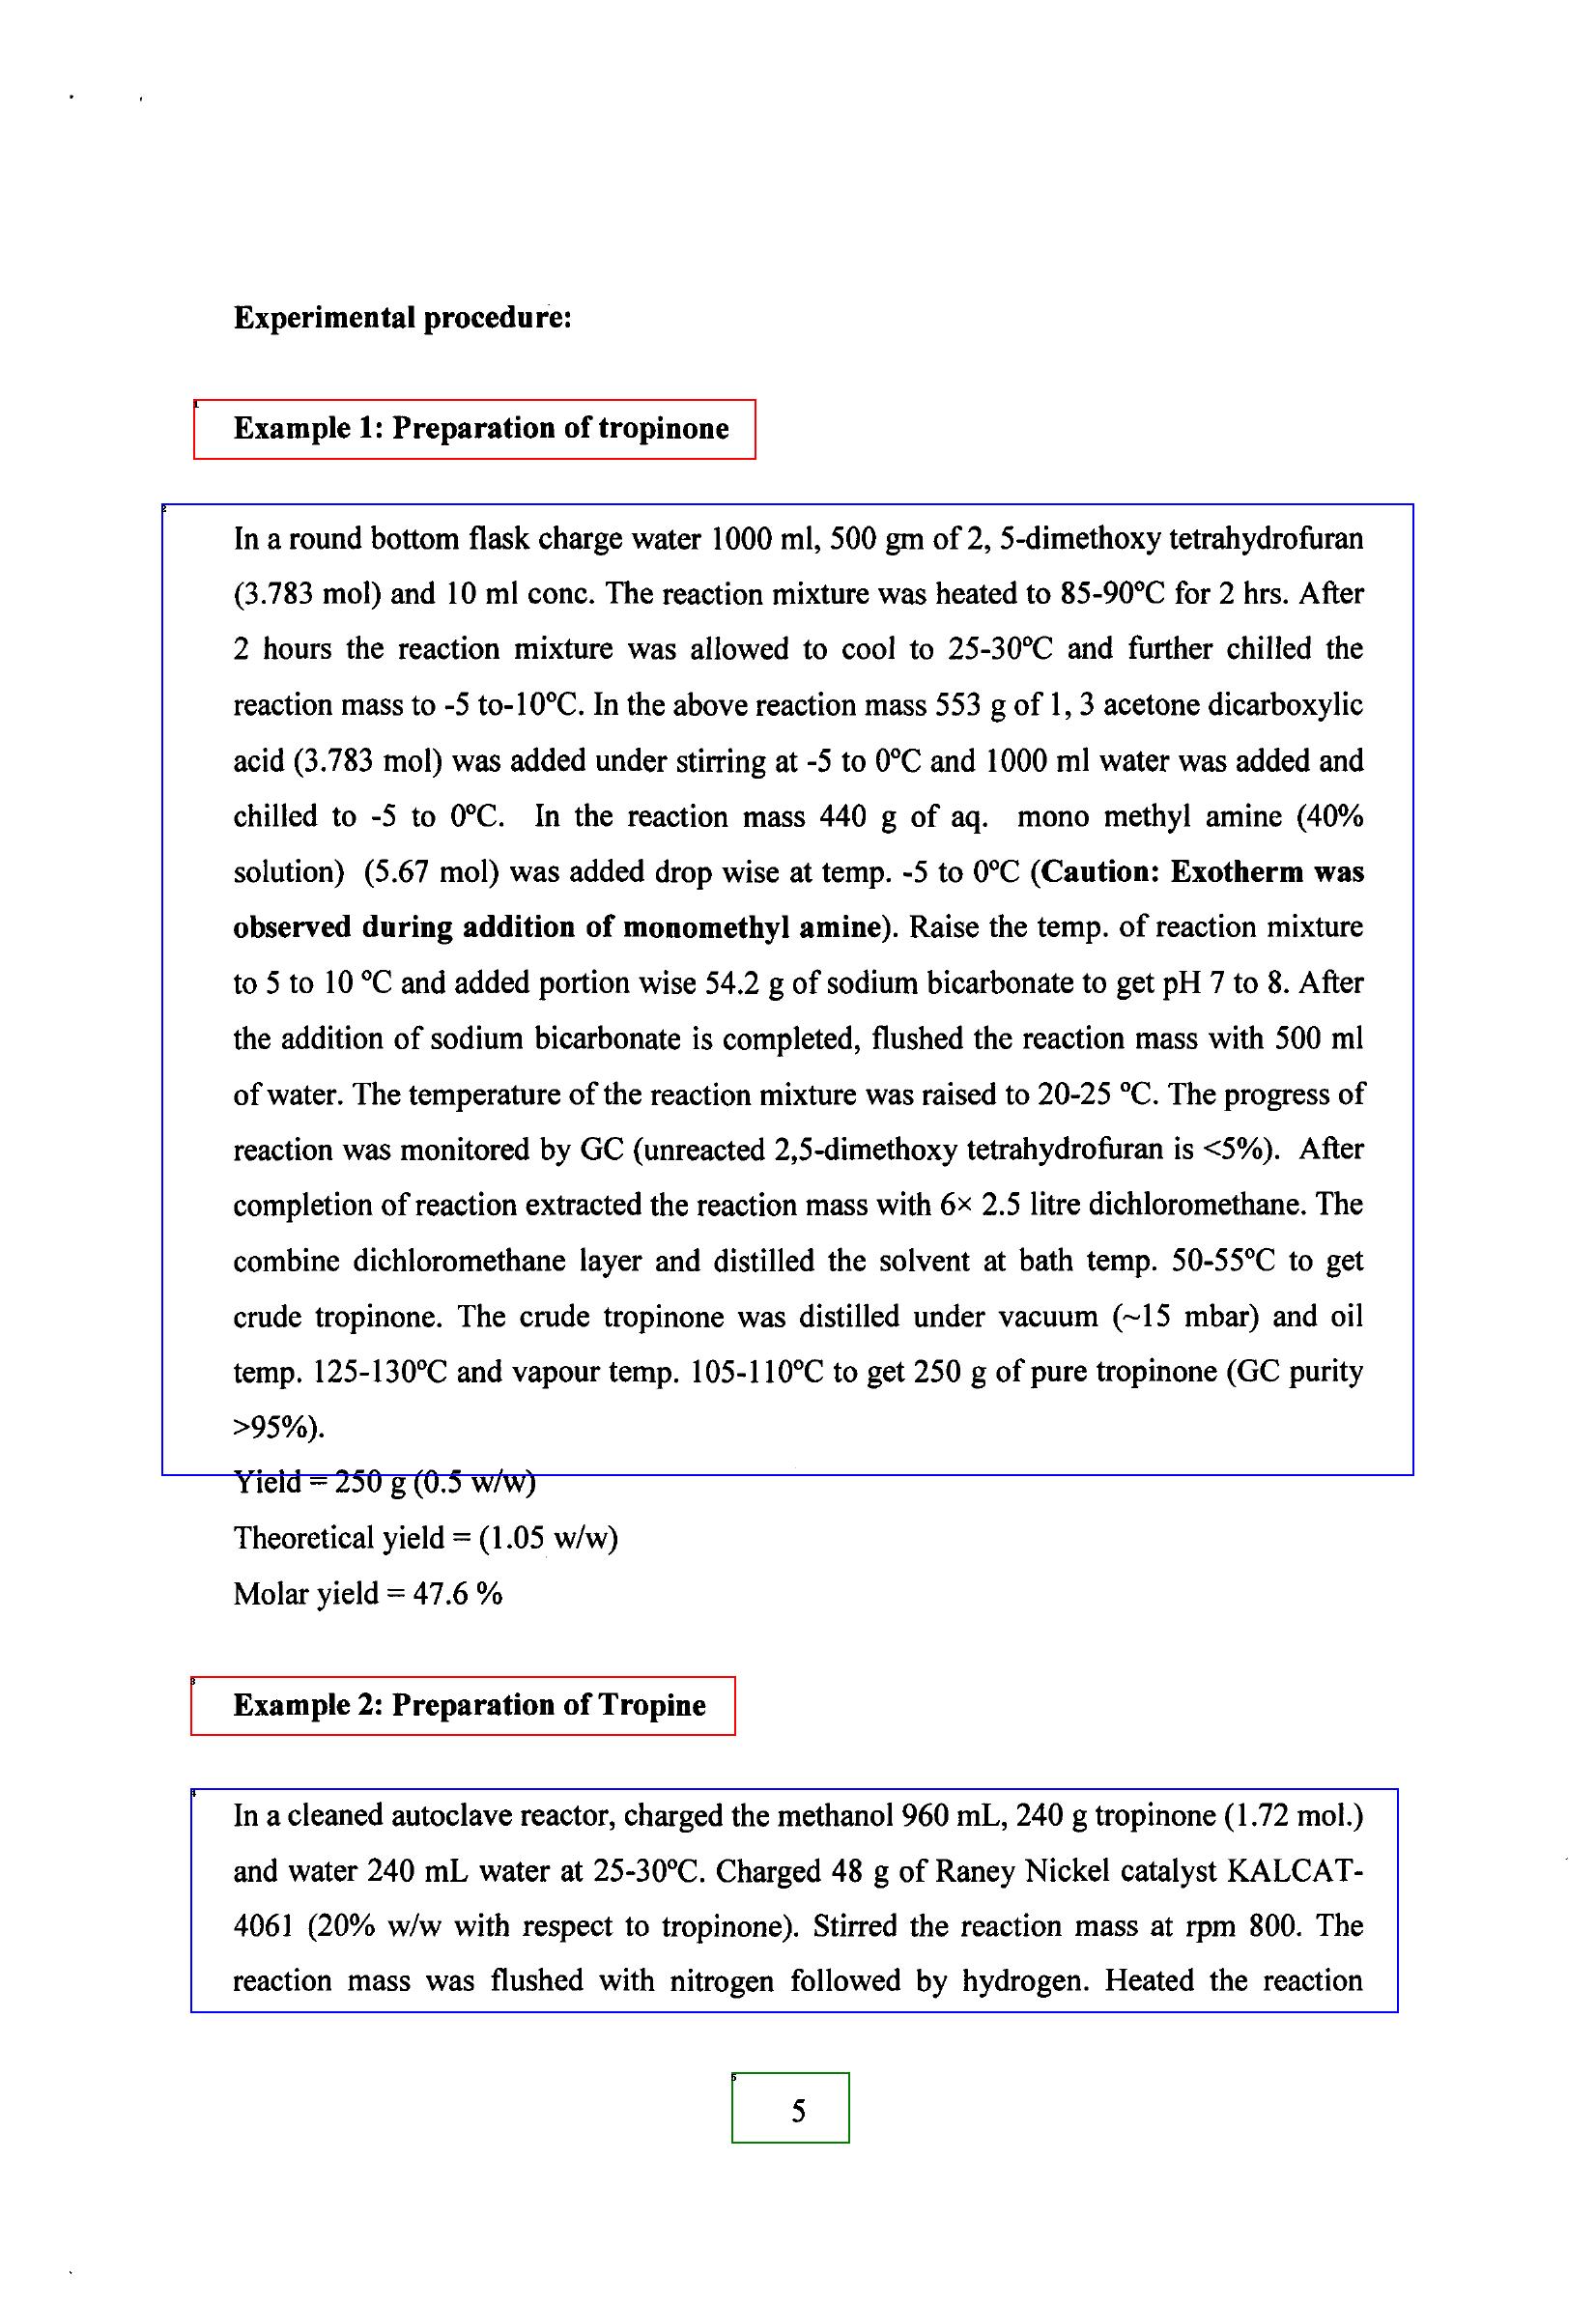 Experimental procedure:
Example 1: Preparation of tropinone
In a round bottom flask charge water 1000 ml, 500 gm of 2, 5-dimethoxy tetrahydrofuran
(3.783 mol) and 10 ml conc. The reaction mixture was heated to 85-90ºC for 2 hrs. After
2 hours the reaction mixture was allowed to cool to 25-30ºC and further chilled the
reaction mass to -5 to-10ºC. In the above reaction mass 553 g of 1, 3 acetone dicarboxylic
acid (3.783 mol) was added under stirring at -5 to 0ºC and 1000 ml water was added and
chilled to -5 to 0ºC. In the reaction mass 440 g of aq. mono methyl amine (40%
solution) (5.67 mol) was added drop wise at temp. -5 to 0ºC (Caution: Exotherm was
observed during addition of monomethyl amine). Raise the temp. of reaction mixture
to 5 to 10 ºC and added portion wise 54.2 g of sodium bicarbonate to get pH 7 to 8. After
the addition of sodium bicarbonate is completed, flushed the reaction mass with 500 ml
of water. The temperature of the reaction mixture was raised to 20-25 ºC. The progress of
reaction was monitored by GC (unreacted 2,5-dimethoxy tetrahydrofuran is <5%). After
completion of reaction extracted the reaction mass with 6× 2.5 litre dichloromethane. The
combine dichloromethane layer and distilled the solvent at bath temp. 50-55ºC to get
crude tropinone. The crude tropinone was distilled under vacuum (~15 mbar) and oil
temp. 125-130ºC and vapour temp. 105-110ºC to get 250 g of pure tropinone (GC purity
>95%).
Yield = 250 g (0.5 w/w)
Theoretical yield = (1.05 w/w)
Molar yield = 47.6 %
Example 2: Preparation of Tropine
In a cleaned autoclave reactor, charged the methanol 960 mL, 240 g tropinone (1.72 mol.)
and water 240 mL water at 25-30ºC. Charged 48 g of Raney Nickel catalyst KALCAT-
4061 (20% w/w with respect to tropinone). Stirred the reaction mass at rpm 800. The
reaction mass was flushed with nitrogen followed by hydrogen. Heated the reaction
5